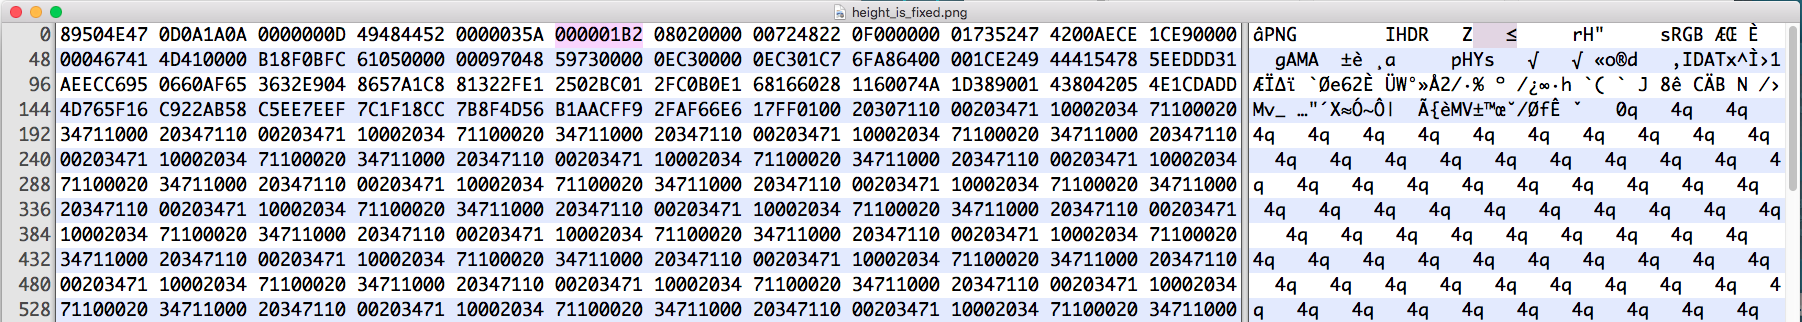 height_is_fixed.png
0 89504E47 0D0A1A0A 0000000D 49484452 0000035A 000001B2 08020000 00724822 0F000000 01735247 4200AECE 1CE90000 âPNG IHDR Z ≤ rH" sRGB ÆŒ È
48 00046741 4D410000 B18F0BFC 61050000 00097048 59730000 0EC30000 0EC301C7 6FA86400 001CE249 44415478 5EEDDD31 gAMA ±è ¸a pHYs √ √ «o®d ‚IDATx^Ì›1
96 AEECC695 0660AF65 3632E904 8657A1C8 81322FE1 2502BC01 2FC0B0E1 68166028 1160074A 1D389001 43804205 4E1CDADD ÆÏ∆ï `Øe62È ÜW°»Å2/·% º /¿∞·h `( ` J 8ê CÄB N ⁄›
144 4D765F16 C922AB58 C5EE7EEF 7C1F18CC 7B8F4D56 B1AACFF9 2FAF66E6 17FF0100 20307110 00203471 10002034 71100020 Mv_ …"´X≈Ó~Ô| Ã{èMV±™œ˘/ØfÊ ˇ 0q 4q 4q
192 34711000 20347110 00203471 10002034 71100020 34711000 20347110 00203471 10002034 71100020 34711000 20347110 4q 4q 4q 4q 4q 4q 4q 4q 4q 4q
240 00203471 10002034 71100020 34711000 20347110 00203471 10002034 71100020 34711000 20347110 00203471 10002034 4q 4q 4q 4q 4q 4q 4q 4q 4q 4
288 71100020 34711000 20347110 00203471 10002034 71100020 34711000 20347110 00203471 10002034 71100020 34711000 q 4q 4q 4q 4q 4q 4q 4q 4q 4q
336 20347110 00203471 10002034 71100020 34711000 20347110 00203471 10002034 71100020 34711000 20347110 00203471 4q 4q 4q 4q 4q 4q 4q 4q 4q 4q
384 10002034 71100020 34711000 20347110 00203471 10002034 71100020 34711000 20347110 00203471 10002034 71100020 4q 4q 4q 4q 4q 4q 4q 4q 4q
432 34711000 20347110 00203471 10002034 71100020 34711000 20347110 00203471 10002034 71100020 34711000 20347110 4q 4q 4q 4q 4q 4q 4q 4q 4q 4q
480 00203471 10002034 71100020 34711000 20347110 00203471 10002034 71100020 34711000 20347110 00203471 10002034 4q 4q 4q 4q 4q 4q 4q 4q 4q 4
528 71100020 34711000 20347110 00203471 10002034 71100020 34711000 20347110 00203471 10002034 71100020 34711000 q 4q 4q 4q 4q 4q 4q 4q 4q 4q